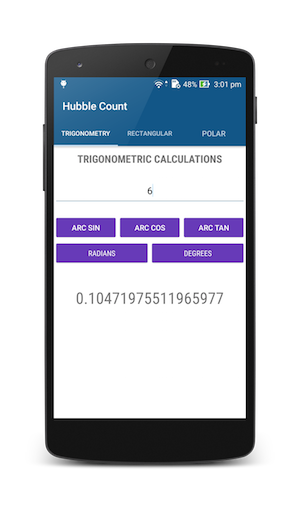 48% 3:01 pm
Hubble Count
TRIGONOMETRY RECTANGULAR POLAR
TRIGONOMETRIC CALCULATIONS
6
ARC SIN ARC COS ARC TAN
RADIANS DEGREES
0.10471975511965977